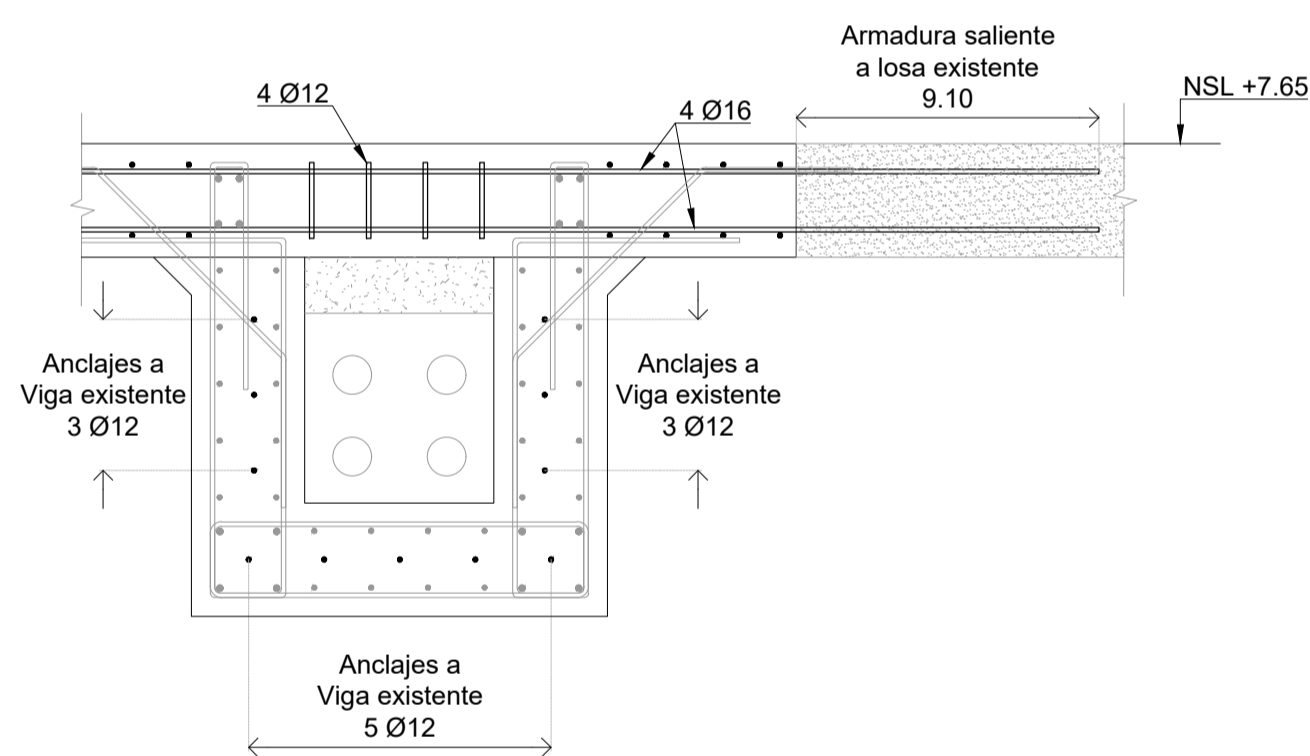 Armadura saliente
a losa existente
9.10
NSL +7.65
4 Ø12
4 Ø16
Anclajes a
Viga existente
3 Ø12
Anclajes a
Viga existente
3 Ø12
Anclajes a
Viga existente
5 Ø12